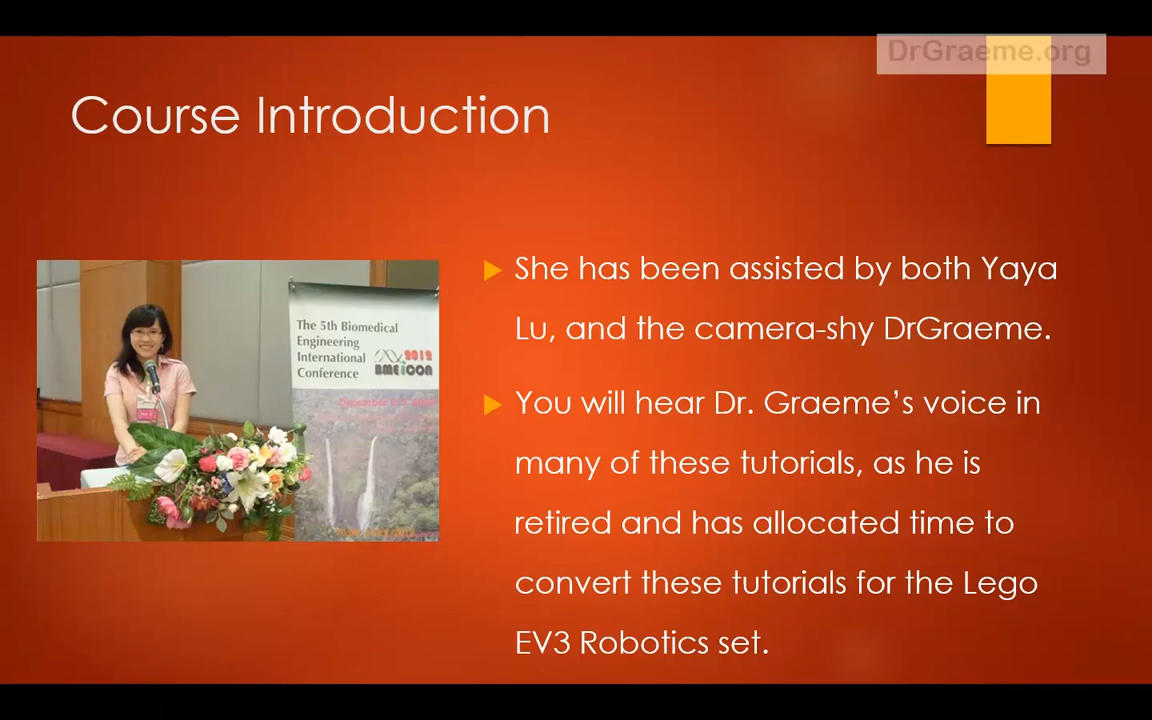 DrGraeme.org
Course Introduction
The 5th Biomedical
Engineering
International
Conference
2012
BMEiCON
She has been assisted by both Yaya
Lu, and the camera-shy DrGraeme.
You will hear Dr. Graeme’s voice in
many of these tutorials, as he is
retired and has allocated time to
convert these tutorials for the Lego
EV3 Robotics set.